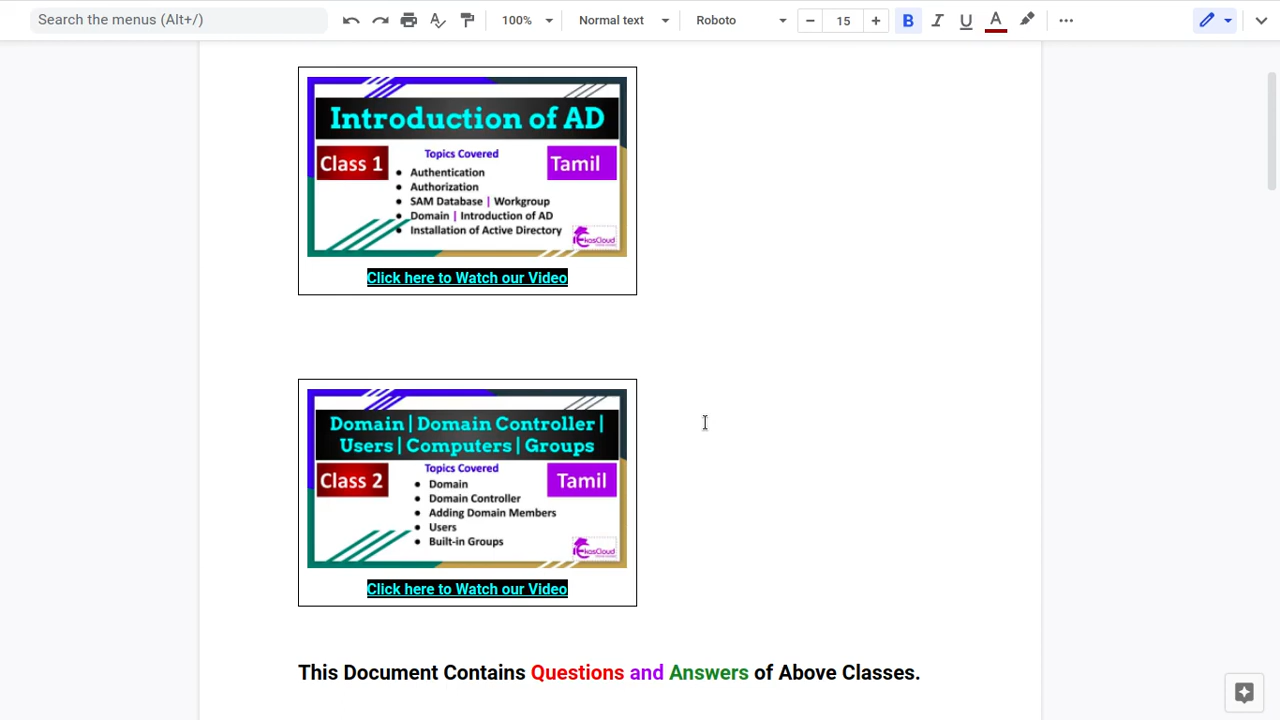 Search the menus (Alt+/)
100%
Normal text
Roboto
15
B I U A
Introduction of AD
Class 1
Topics Covered
Tamil
● Authentication
● Authorization
● SAM Database | Workgroup
● Domain | Introduction of AD
● Installation of Active Directory
EkasCloud
Click here to Watch our Video
Domain | Domain Controller |
Users | Computers | Groups
Class 2
Topics Covered
Tamil
● Domain
● Domain Controller
● Adding Domain Members
● Users
● Built-in Groups
EkasCloud
Click here to Watch our Video
This Document Contains Questions and Answers of Above Classes.